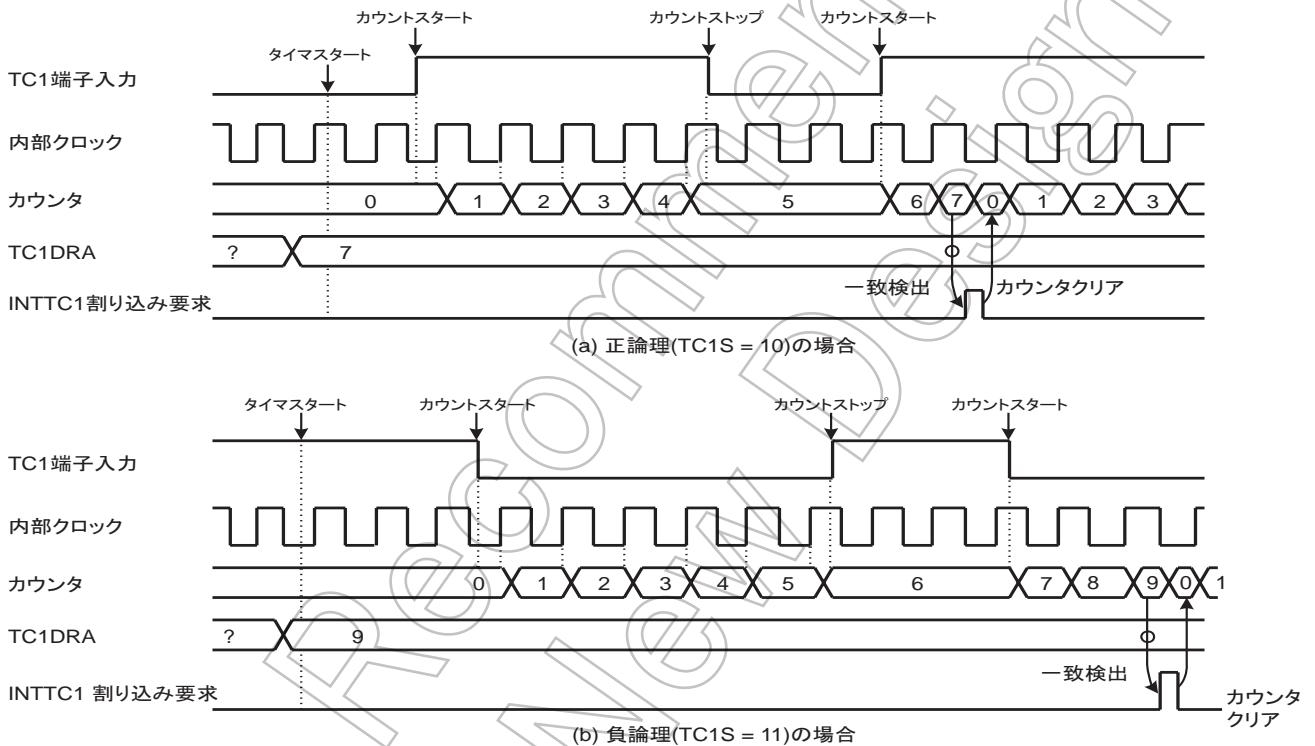 カウントスタート カウントストップ カウントスタート
タイマスタート
TC1端子入力
内部クロック
カウンタ 0 1 2 3 4 5 6 7 0 1 2 3
TC1DRA ? 7
一致検出 カウンタクリア
INTTC1割り込み要求
(a) 正論理(TC1S = 10)の場合
タイマスタート カウントスタート カウントストップ カウントスタート
TC1端子入力
内部クロック
カウンタ 0 1 2 3 4 5 6 7 8 9 0 1
TC1DRA ? 9
一致検出
INTTC1 割り込み要求 カウンタ
クリア
(b) 負論理(TC1S = 11)の場合
Recommen
New Design